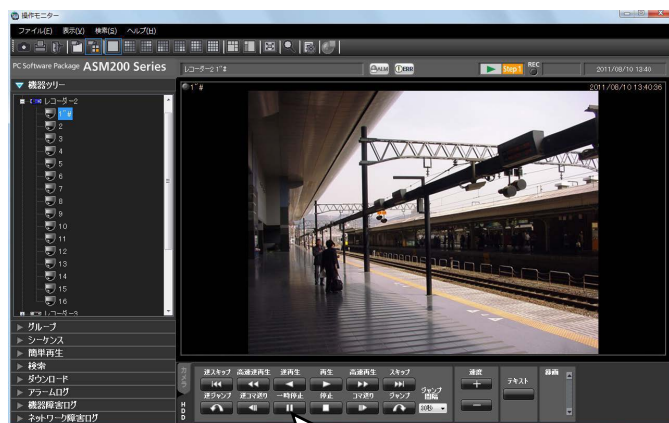 操作モニター
ファイル(F) 表示(V) 検索(S) ヘルプ(H)
PC Software Package ASM200 Series
レコーダー2 1~#
ALM
ERR
Step1
REC
2011/08/10 13:40
機器ツリー
レコーダー2
1~#
2
3
4
5
6
7
8
9
10
11
12
13
14
15
16
レコーダー3
グループ
シーケンス
簡単再生
検索
ダウンロード
アラームログ
機器障害ログ
ネットワーク障害ログ
1~#
2011/08/10 13:40:36
逆スキップ 高速逆再生 逆再生 再生 高速再生 スキップ
逆ジャンプ 逆コマ送り 一時停止 停止 コマ送り 次ジャンプ
ジャンプ間隔
30秒
HDD
速度
テキスト
録画